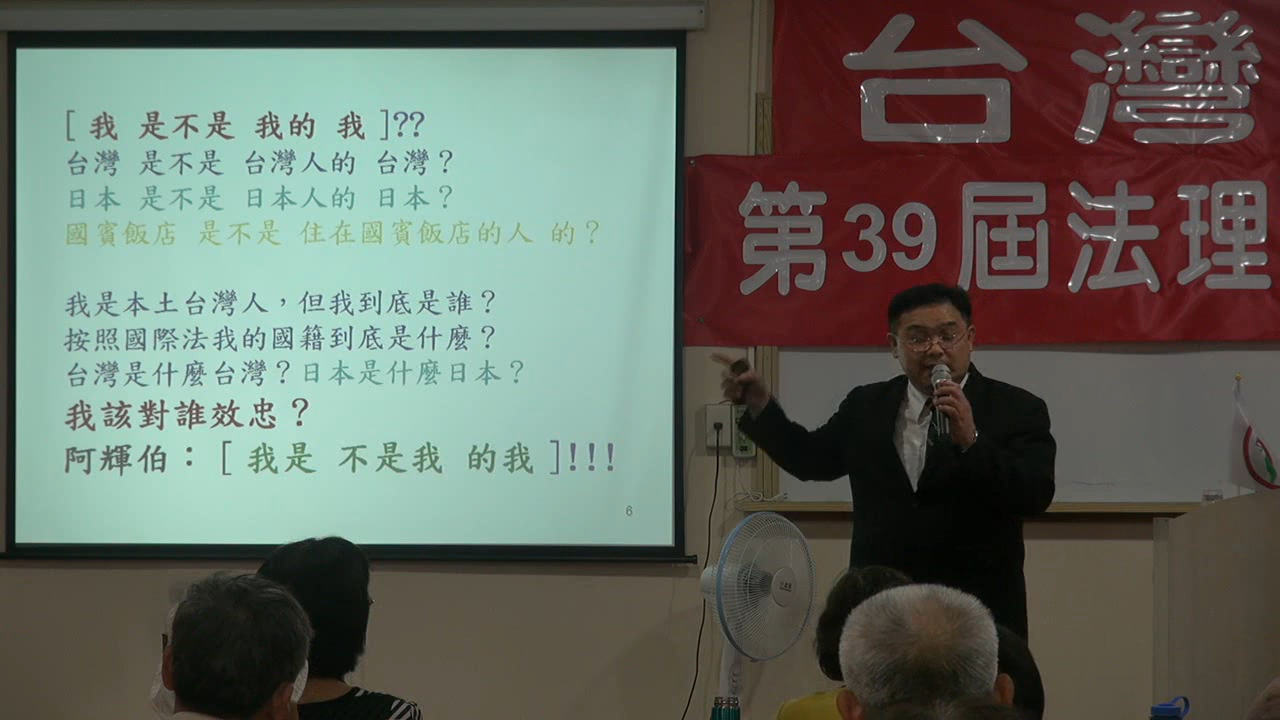 [ 我 是不是 我的 我 ]??
台灣 是不是 台灣人的 台灣？
日本 是不是 日本人的 日本？
國賓飯店 是不是 住在國賓飯店的人 的？
我是本土台灣人，但我到底是誰？
按照國際法我的國籍到底是什麼？
台灣是什麼台灣？日本是什麼日本？
我該對誰效忠？
阿輝伯：［ 我是 不是我 的我 ］!!!
6
台灣
第39屆法理